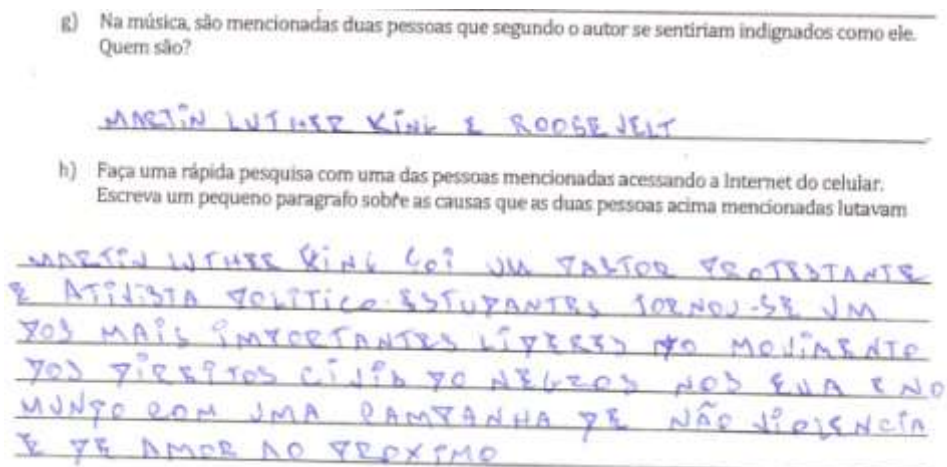 g) Na música, são mencionadas duas pessoas que segundo o autor se sentiriam indignados como ele.
Quem são?
MARTIN LUTHER KING E ROOSEVELT
h) Faça uma rápida pesquisa com uma das pessoas mencionadas acessando a Internet do celular.
Escreva um pequeno paragrafo sobre as causas que as duas pessoas acima mencionadas lutavam
MARTIN LUTHER KING FOI UM PASTOR PROTESTANTE
E ATIVISTA POLÍTICO ESTUDANTES TORNOU-SE UM
DOS MAIS IMPORTANTES LÍDERES DO MOVIMENTO
DOS DIREITOS CIVIS DO NEGROS NOS EUA E NO
MUNDO COM UMA CAMPANHA DE NÃO VIOLENCIA
E DE AMOR AO PROXIMO